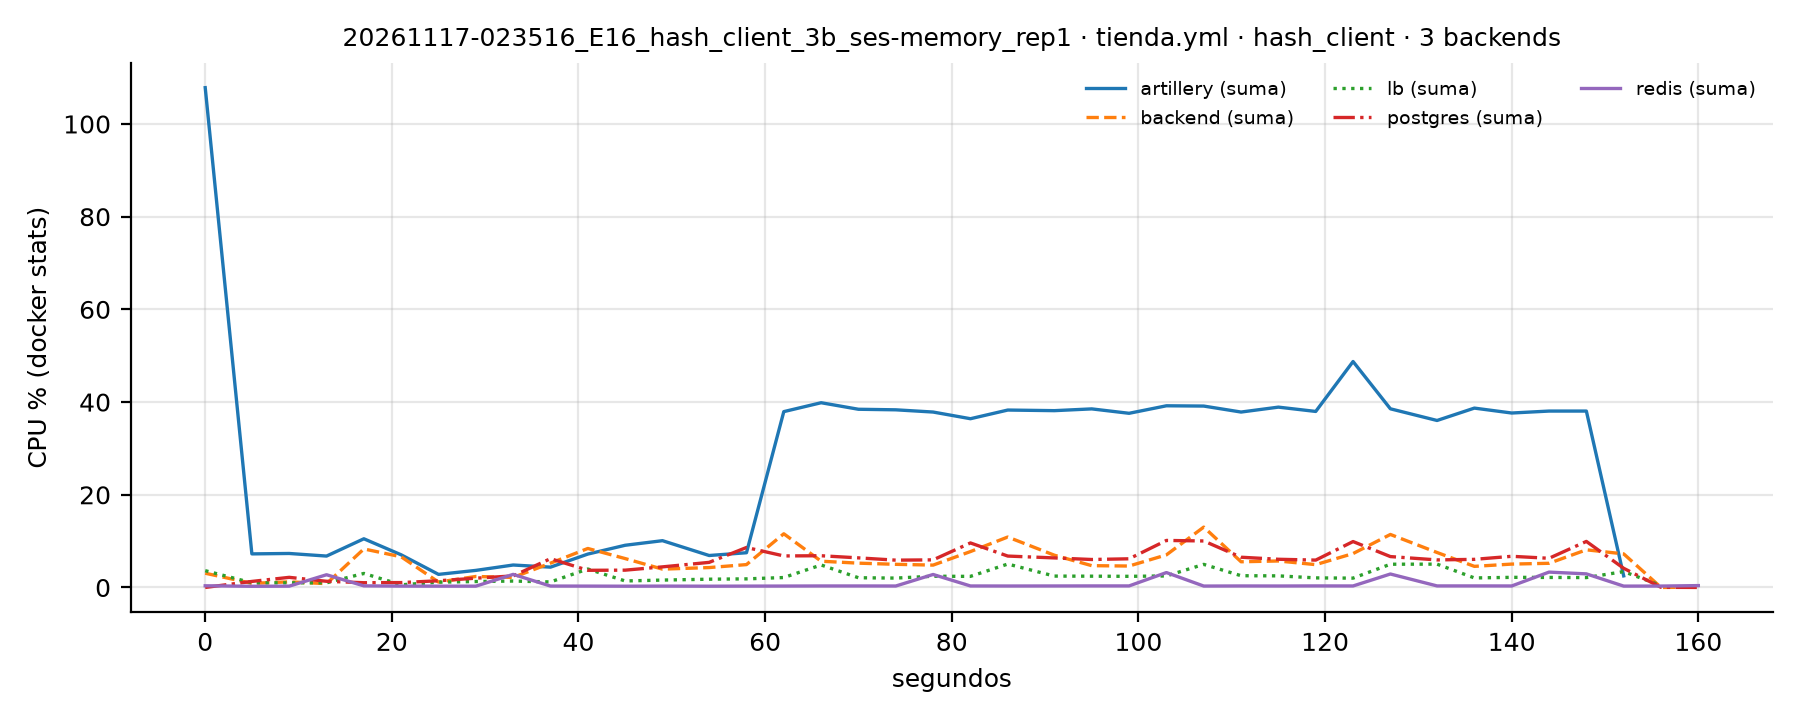 20261117-023516_E16_hash_client_3b_ses-memory_rep1 · tienda.yml · hash_client · 3 backends
artillery (suma)
backend (suma)
lb (suma)
postgres (suma)
redis (suma)
CPU % (docker stats)
100
80
60
40
20
0
0 20 40 60 80 100 120 140 160
segundos